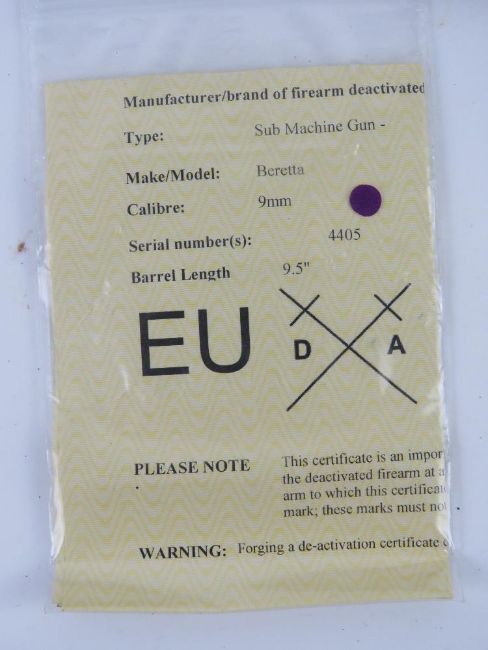 Manufacturer/brand of firearm deactivated
Type: Sub Machine Gun -
Make/Model: Beretta
Calibre: 9mm
Serial number(s): 4405
Barrel Length 9.5"
EU D A
PLEASE NOTE This certificate is an impor
the deactivated firearm at a
arm to which this certificat
mark; these marks must no
WARNING: Forging a de-activation certificate